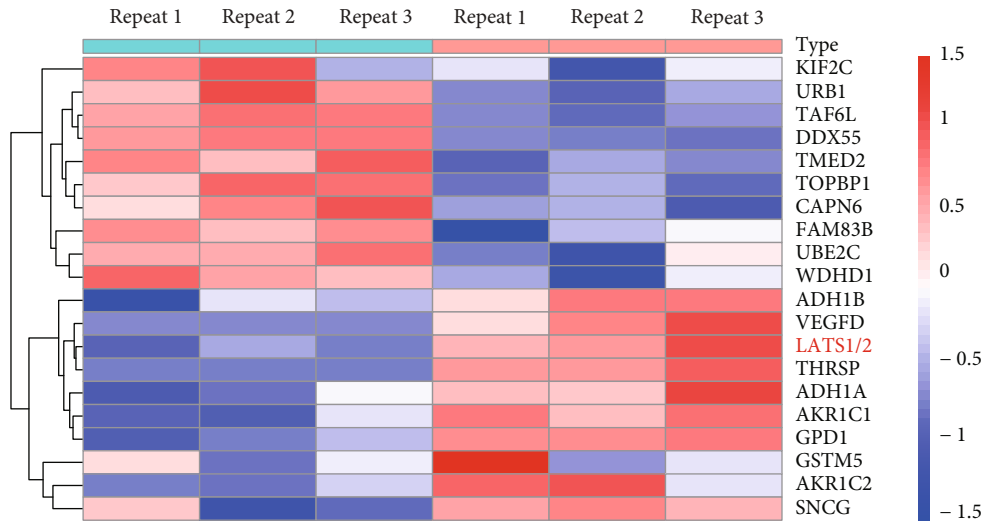 Repeat 1 Repeat 2 Repeat 3 Repeat 1 Repeat 2 Repeat 3
Type
KIF2C
URB1
TAF6L
DDX55
TMED2
TOPBP1
CAPN6
FAM83B
UBE2C
WDHD1
ADH1B
VEGFD
LATS1/2
THRSP
ADH1A
AKR1C1
GPD1
GSTM5
AKR1C2
SNCG
1.5
1
0.5
0
– 0.5
– 1
– 1.5